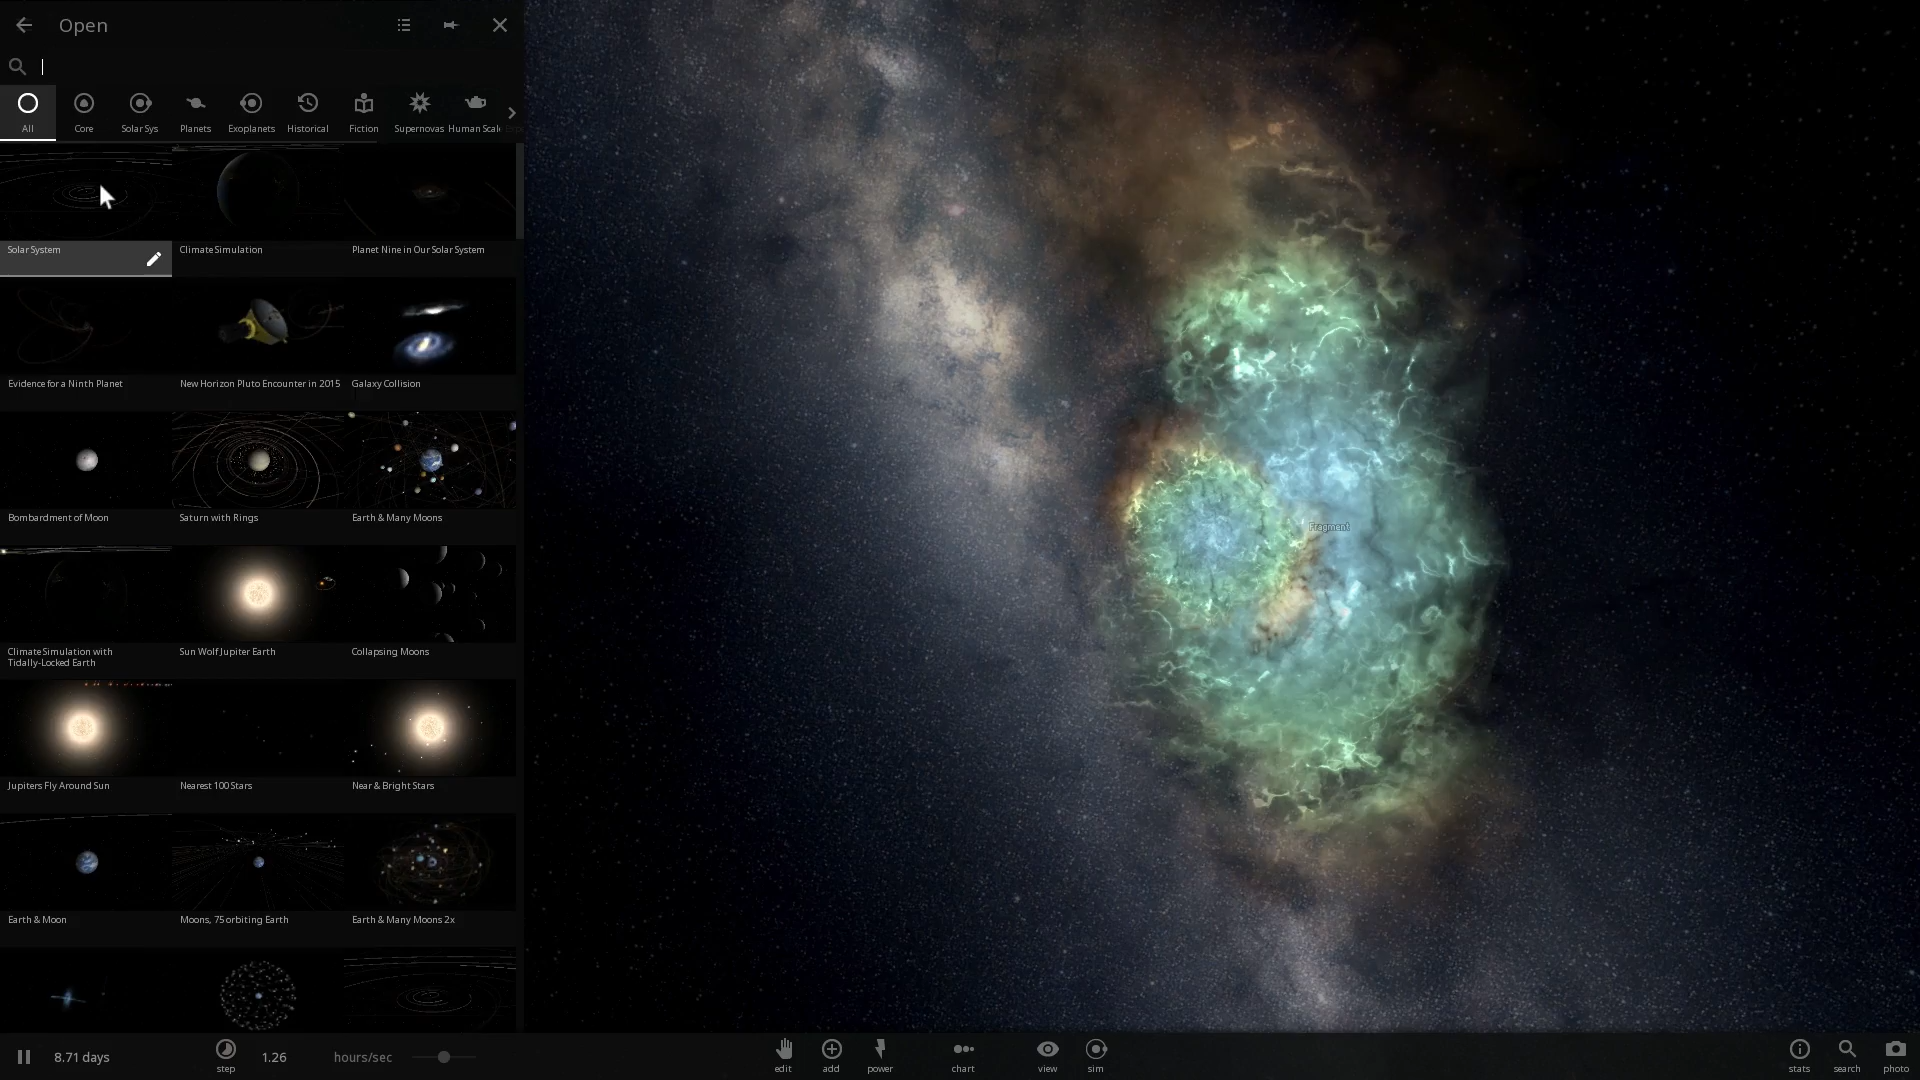 Open
All
Core
Solar Sys
Planets
Exoplanets
Historical
Fiction
Supernovas
Human Scal
Solar System
Climate Simulation
Planet Nine in Our Solar System
Evidence for a Ninth Planet
New Horizon Pluto Encounter in 2015
Galaxy Collision
Bombardment of Moon
Saturn with Rings
Earth & Many Moons
Climate Simulation with
Tidally-Locked Earth
Sun Wolf Jupiter Earth
Collapsing Moons
Jupiters Fly Around Sun
Nearest 100 Stars
Near & Bright Stars
Earth & Moon
Moons, 75 orbiting Earth
Earth & Many Moons 2x
Fragment
8.71 days
step
1.26
hours/sec
edit
add
power
chart
view
sim
stats
search
photo